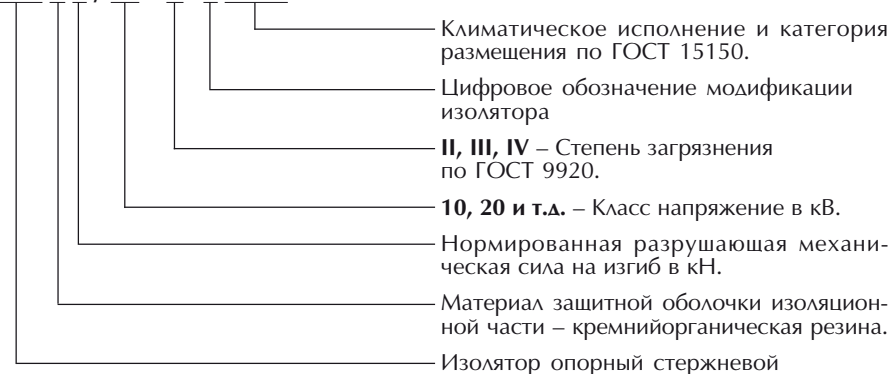 Климатическое исполнение и категория
размещения по ГОСТ 15150.
Цифровое обозначение модификации
изолятора
II, III, IV – Степень загрязнения
по ГОСТ 9920.
10, 20 и т.д. – Класс напряжение в кВ.
Нормированная разрушающая механи-
ческая сила на изгиб в кН.
Материал защитной оболочки изоляцион-
ной части – кремнийорганическая резина.
Изолятор опорный стержневой